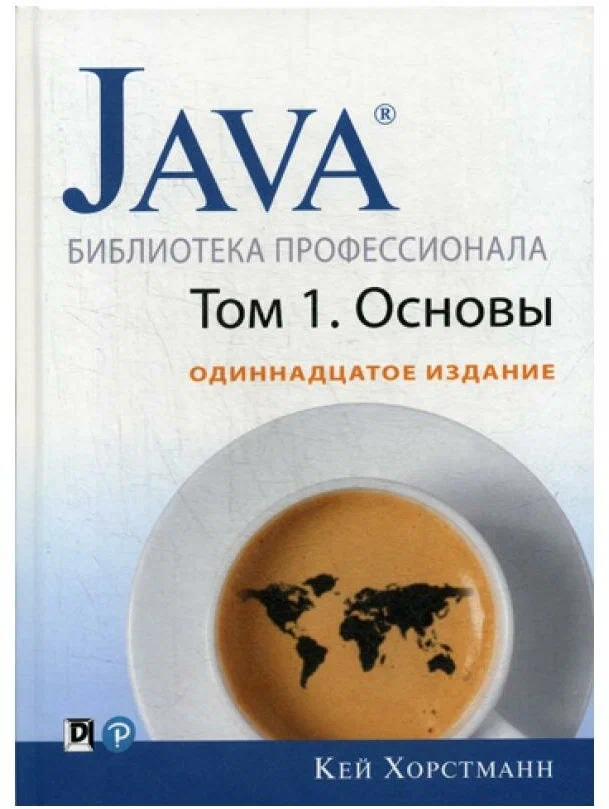 JAVA®
БИБЛИОТЕКА ПРОФЕССИОНАЛА
Том 1. Основы
ОДИННАДЦАТОЕ ИЗДАНИЕ
D P
Кей Хорстманн